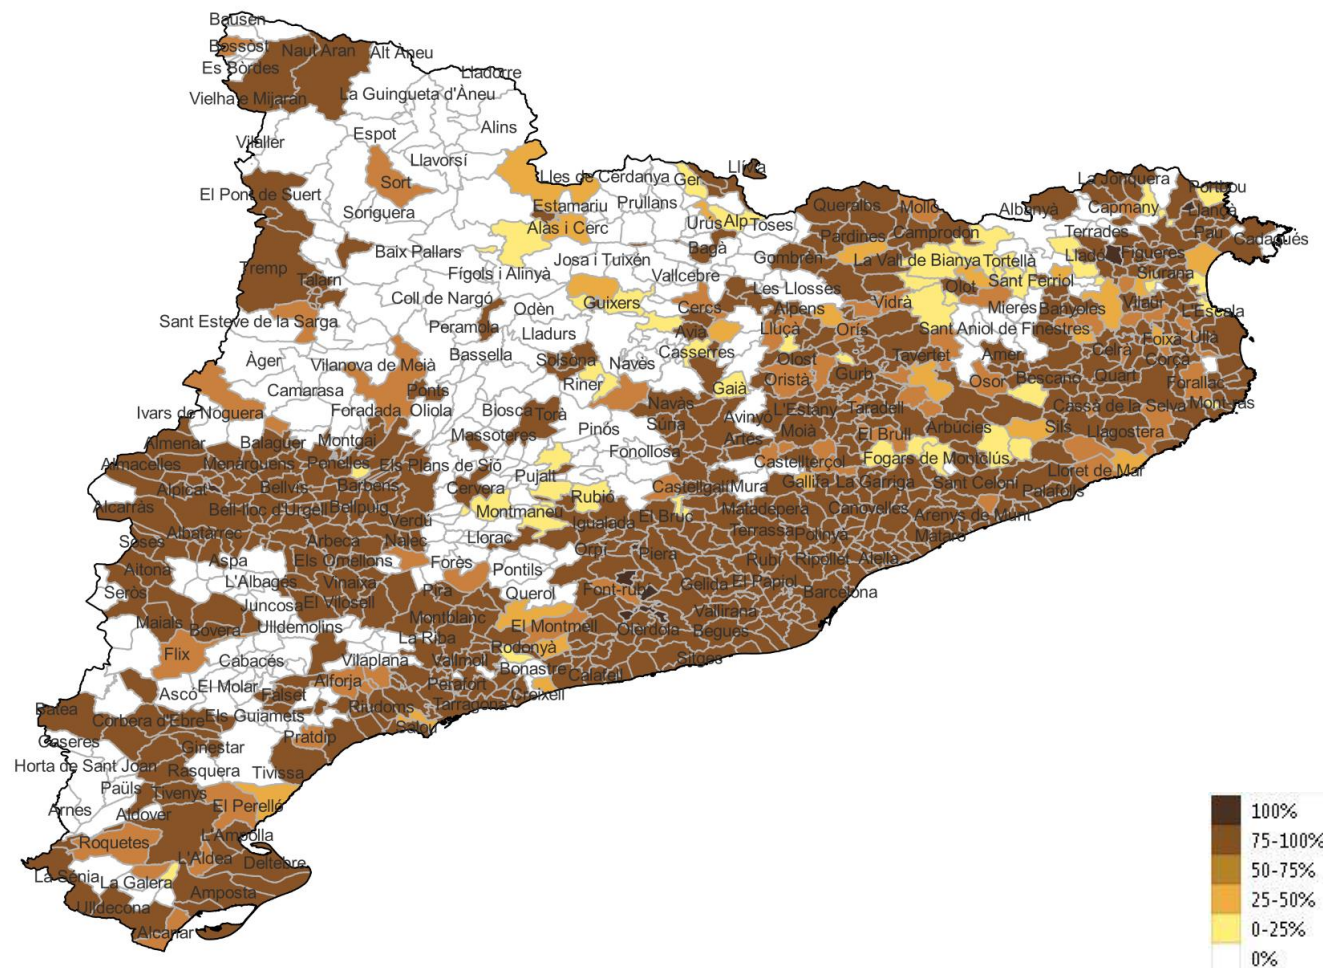 Bausen
Bossòst
Naut Aran
Alt Àneu
Es Bòrdes
Lladorre
Vielha e Mijaran
La Guingueta d'Àneu
Alins
Espot
Vilaller
Llavorsí
Llívia
Lles de Cerdanya
Ger
La Jonquera
Portbou
Sort
El Pont de Suert
Estamariu
Prullans
Queralbs
Molló
Albanyà
Capmany
Llançà
Soriguera
Alàs i Cerc
Urús
Alp
Toses
Pardines
Camprodon
Terrades
Pau
Cadaqués
Baix Pallars
Bagà
Gombrèn
La Vall de Bianya
Tortellà
Lladó
Figueres
Tremp
Talarn
Fígols i Alinyà
Josa i Tuixén
Vallcebre
Siurana
Coll de Nargó
Guixers
Les Llosses
Olot
Sant Ferriol
Odèn
Cercs
Alpens
Vidrà
Mieres
Banyoles
Vilaür
L'Escala
Sant Esteve de la Sarga
Peramola
Lladurs
Avià
Lluçà
Orís
Sant Aniol de Finestres
Foixà
Ullà
Àger
Vilanova de Meià
Bassella
Solsona
Navès
Casserres
Olost
Tavertet
Amer
Celrà
Corçà
Camarasa
Ponts
Riner
Gaià
Oristà
Gurb
Osor
Bescanó
Quart
Forallac
Ivars de Noguera
Foradada
Oliola
Biosca
Torà
Navàs
Avinyó
L'Estany
Taradell
Cassà de la Selva
Mont-ras
Almenar
Balaguer
Montgai
Massoteres
Pinós
Súria
Artés
Moià
El Brull
Arbúcies
Sils
Llagostera
Almacelles
Menàrguens
Penelles
Els Plans de Sió
Fonollosa
Castellterçol
Fogars de Montclús
Lloret de Mar
Alpicat
Bellvís
Barbens
Cervera
Pujalt
Rubió
Castellgalí
Mura
Gallifa
La Garriga
Sant Celoni
Palafolls
Alcarràs
Bell-lloc d'Urgell
Bellpuig
Verdú
Montmaneu
Igualada
El Bruc
Matadepera
Canovelles
Arenys de Munt
Soses
Albatàrrec
Arbeca
Nalec
Llorac
Terrassa
Polinyà
Mataró
Aitona
Aspa
Els Omellons
Forès
Pontils
Orpí
Piera
Rubí
Ripollet
Alella
Seròs
L'Albagés
Vinaixa
Pira
Querol
Font-rubí
Gelida
El Papiol
Barcelona
Maials
Bovera
Juncosa
El Vilosell
Montblanc
El Montmell
Olèrdola
Vallirana
Begues
Ulldemolins
La Riba
Rodonyà
Sitges
Flix
Cabacés
Vilaplana
Vallmoll
Bonastre
Calafell
Ascó
El Molar
Falset
Alforja
Perafort
Creixell
Batea
Corbera d'Ebre
Els Guiamets
Riudoms
Tarragona
Salou
Caseres
Ginestar
Pratdip
Horta de Sant Joan
Rasquera
Tivissa
Paüls
Tivenys
Arnes
Aldover
El Perelló
Roquetes
L'Ampolla
L'Aldea
Deltebre
La Sénia
La Galera
Amposta
Ulldecona
Alcanar
100%
75-100%
50-75%
25-50%
0-25%
0%